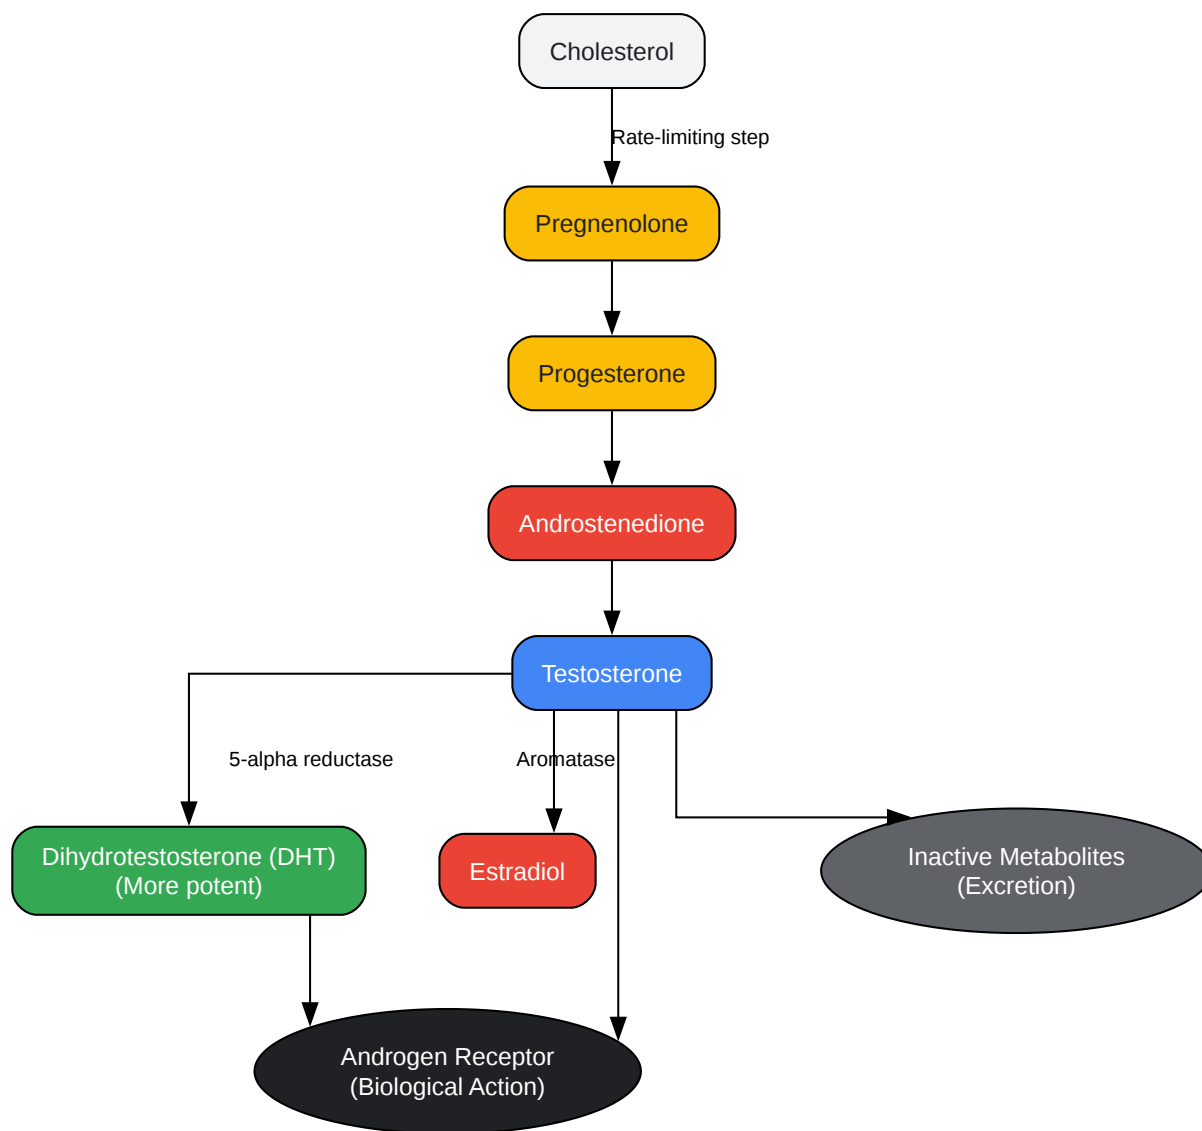 Cholesterol
Rate-limiting step
Pregnenolone
Progesterone
Androstenedione
Testosterone
5-alpha reductase
Aromatase
Dihydrotestosterone (DHT)
(More potent)
Estradiol
Inactive Metabolites
(Excretion)
Androgen Receptor
(Biological Action)